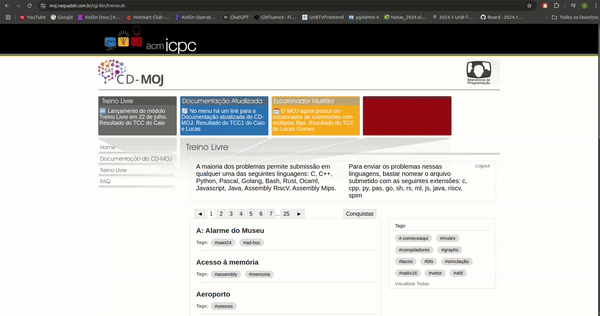 moj.naquadah.com.br/cgi-bin/treino.sh
YouTube
Google
Kotlin Docs | K...
Hotmart Club –...
Kotlin-Operat...
ChatGPT
GitFluence - Fi...
UnBTVFrontend
pgAdmin 4
Notas_2024.xl...
2024.1-UnB-T...
Board · 2024.1...
Todos os favoritos
acm icpc
CD-MOJ
Maratona de Programação
Treino Livre
Lançamento do módulo
Treino Livre em 22 de julho.
Resultado do TCC do Caio
Documentação Atualizada
No menu há um link para a
Documentação atualizada do CD-
MOJ. Resultado do TCC1 do Caio
e Lucas
Escalonador Multifila
O MOJ agora possui um
escalonador de submissões com
múltiplas filas. Resultado do TCC
do Lucas Gomes
Home
Documentação do CD-MOJ
Treino Livre
FAQ
Treino Livre
A maioria dos problemas permite submissão em
qualquer uma das seguintes linguagens: C, C++,
Python, Pascal, Golang, Bash, Rust, Ocaml,
Javascript, Java, Assembly RiscV, Assembly Mips.
Para enviar os problemas nessas
linguagens, bastar nomear o arquivo
submetido com as seguintes extensões: c,
cpp, py, pas, go, sh, rs, ml, js, java, riscv,
spim
Logout
◄ 1 2 3 4 5 6 7 ... 25 ►
Conquistas
A: Alarme do Museu
Tags: #saet24 #ad-hoc
Acesso à memória
Tags: #assembly #memoria
Aeroporto
Tags: #vetores
Tags:
#.comeceaqui #mutex
#compiladores #graphs
#lacos #bfs #simulação
#radix16 #vetor #afd
Visualizar Todas